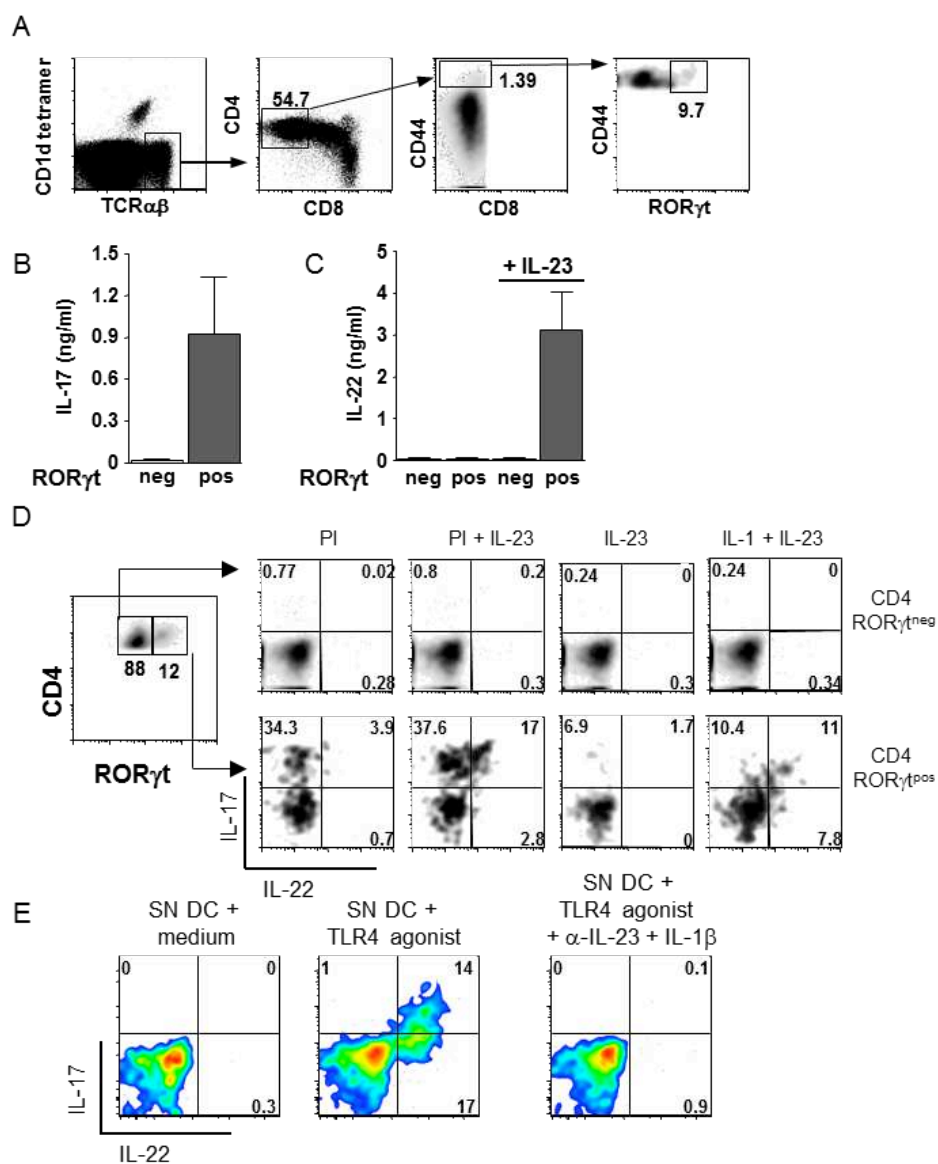 A
CD1d tetramer
TCRαβ
54.7
CD4
CD8
1.39
CD44
CD8
9.7
CD44
RORγt
B
1.5
1.2
0.9
0.6
0.3
0
IL-17 (ng/ml)
RORγt neg pos
C
+ IL-23
5
4
3
2
1
0
IL-22 (ng/ml)
RORγt neg pos neg pos
D
PI PI + IL-23 IL-23 IL-1 + IL-23
0.77 0.02 0.8 0.2 0.24 0 0.24 0
CD4
RORγtneg
0.28 0.3 0.3 0.34
88 12
CD4
RORγt
34.3 3.9 37.6 17 6.9 1.7 10.4 11
CD4
RORγtpos
0.7 2.8 0 7.8
IL-17
IL-22
E
SN DC +
medium
SN DC +
TLR4 agonist
SN DC +
TLR4 agonist
+ α-IL-23 + IL-1β
0 0 1 14 0 0.1
0.3 17 0.9
IL-17
IL-22